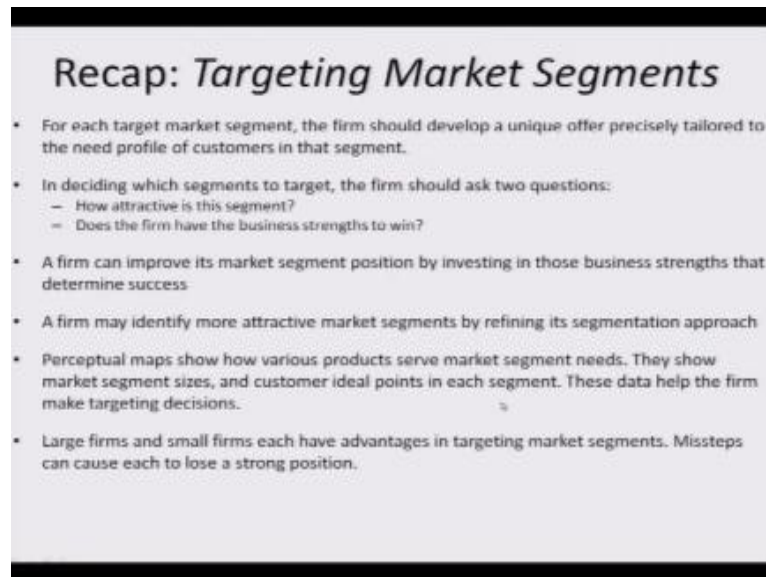 Recap: Targeting Market Segments
• For each target market segment, the firm should develop a unique offer precisely tailored to
the need profile of customers in that segment.
• In deciding which segments to target, the firm should ask two questions:
– How attractive is this segment?
– Does the firm have the business strengths to win?
• A firm can improve its market segment position by investing in those business strengths that
determine success
• A firm may identify more attractive market segments by refining its segmentation approach
• Perceptual maps show how various products serve market segment needs. They show
market segment sizes, and customer ideal points in each segment. These data help the firm
make targeting decisions.
• Large firms and small firms each have advantages in targeting market segments. Missteps
can cause each to lose a strong position.